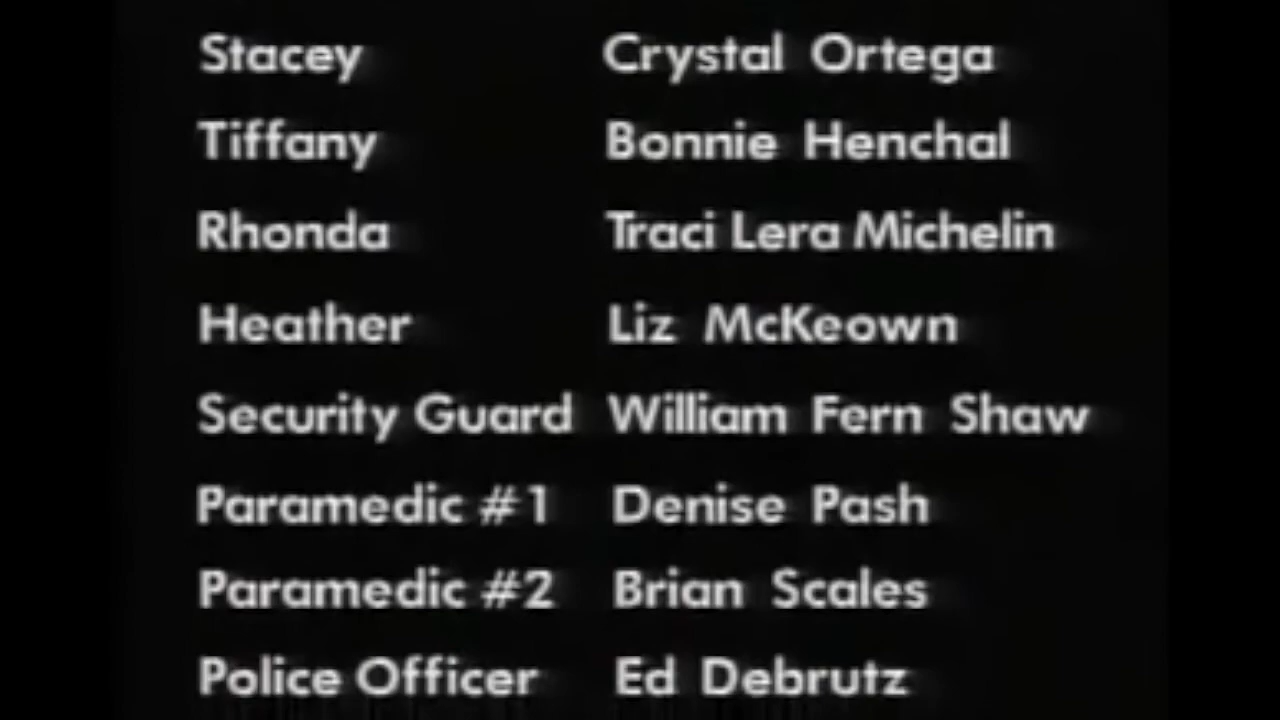 Stacey Crystal Ortega
Tiffany Bonnie Henchal
Rhonda Traci Lera Michelin
Heather Liz McKeown
Security Guard William Fern Shaw
Paramedic #1 Denise Pash
Paramedic #2 Brian Scales
Police Officer Ed Debrutz